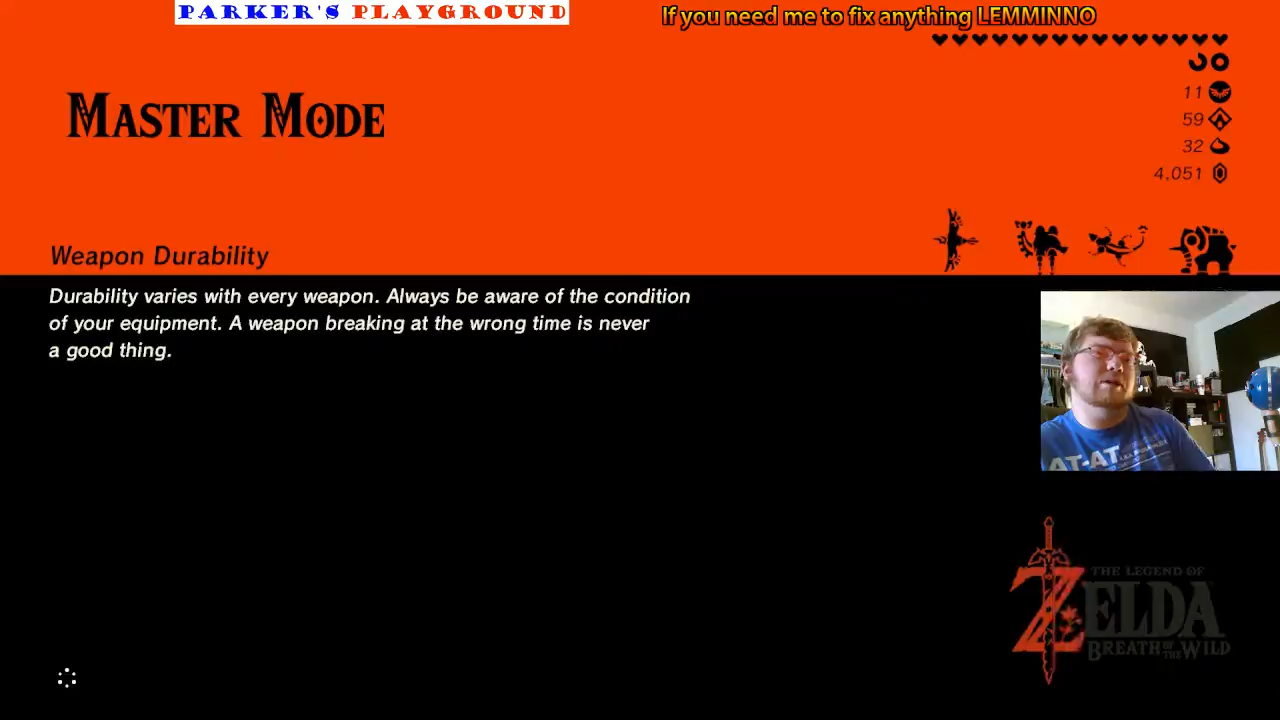 PARKER'S PLAYGROUND
If you need me to fix anything LEMMINNO
MASTER MODE
11
59
32
4,051
Weapon Durability
Durability varies with every weapon. Always be aware of the condition
of your equipment. A weapon breaking at the wrong time is never
a good thing.
AT-AT
THE LEGEND OF
ZELDA
BREATH OF THE WILD